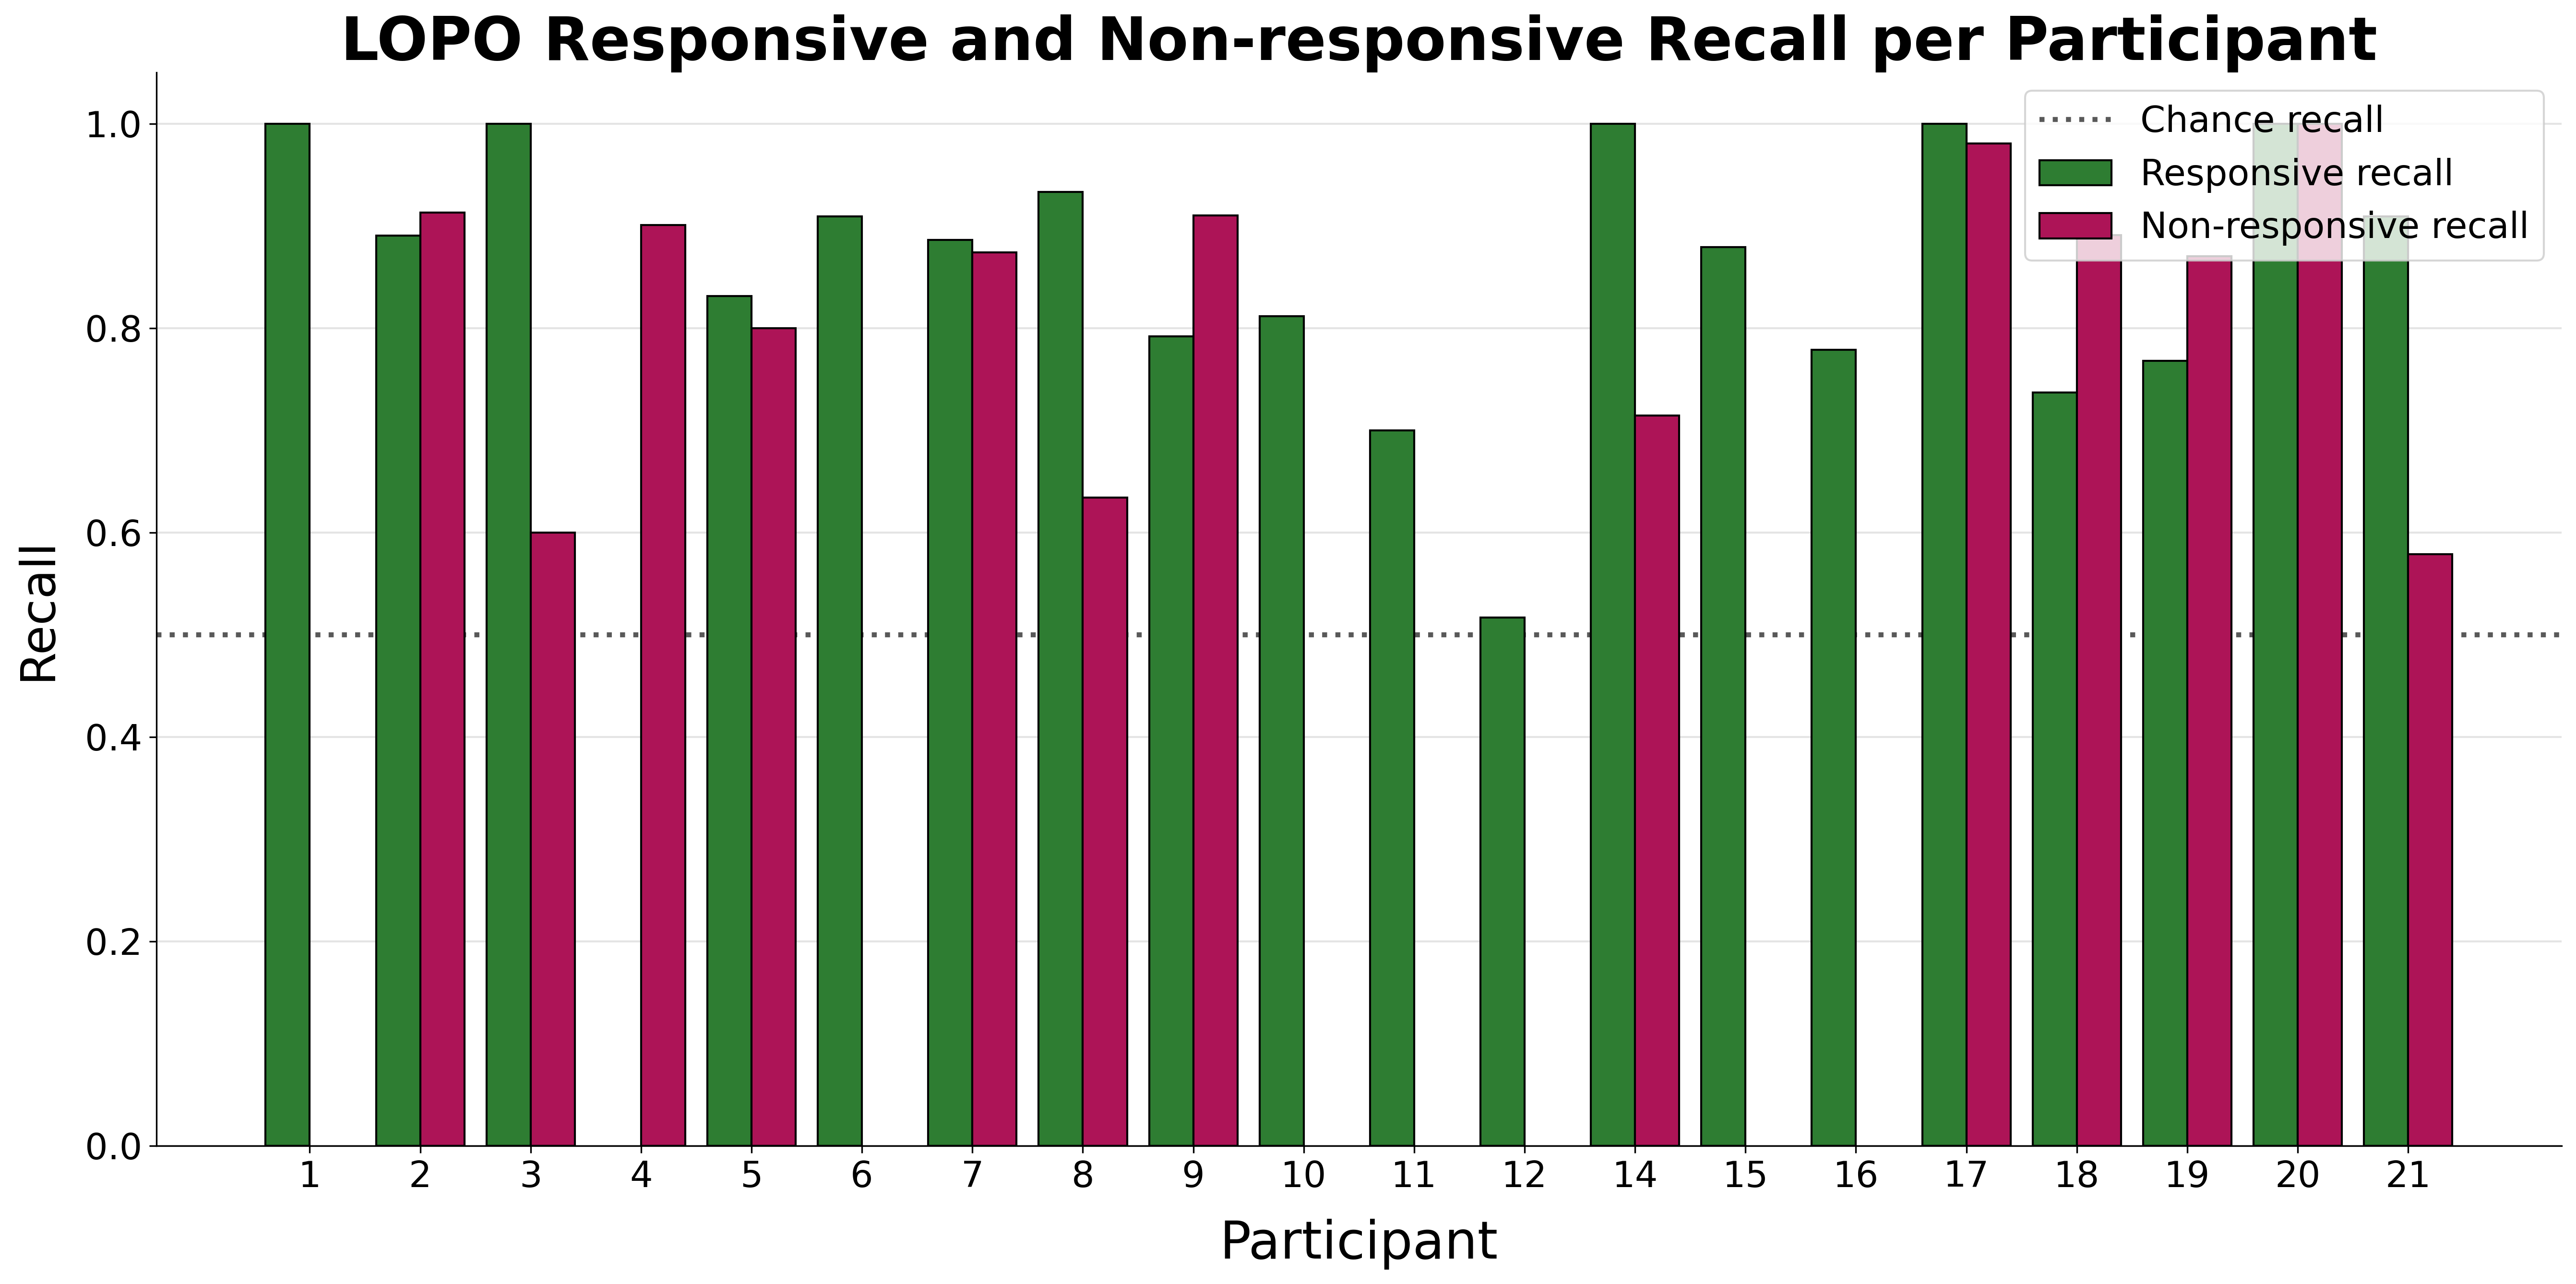 LOPO Responsive and Non-responsive Recall per Participant
Chance recall
Responsive recall
Non-responsive recall
1.0
0.8
0.6
0.4
0.2
0.0
Recall
1 2 3 4 5 6 7 8 9 10 11 12 14 15 16 17 18 19 20 21
Participant